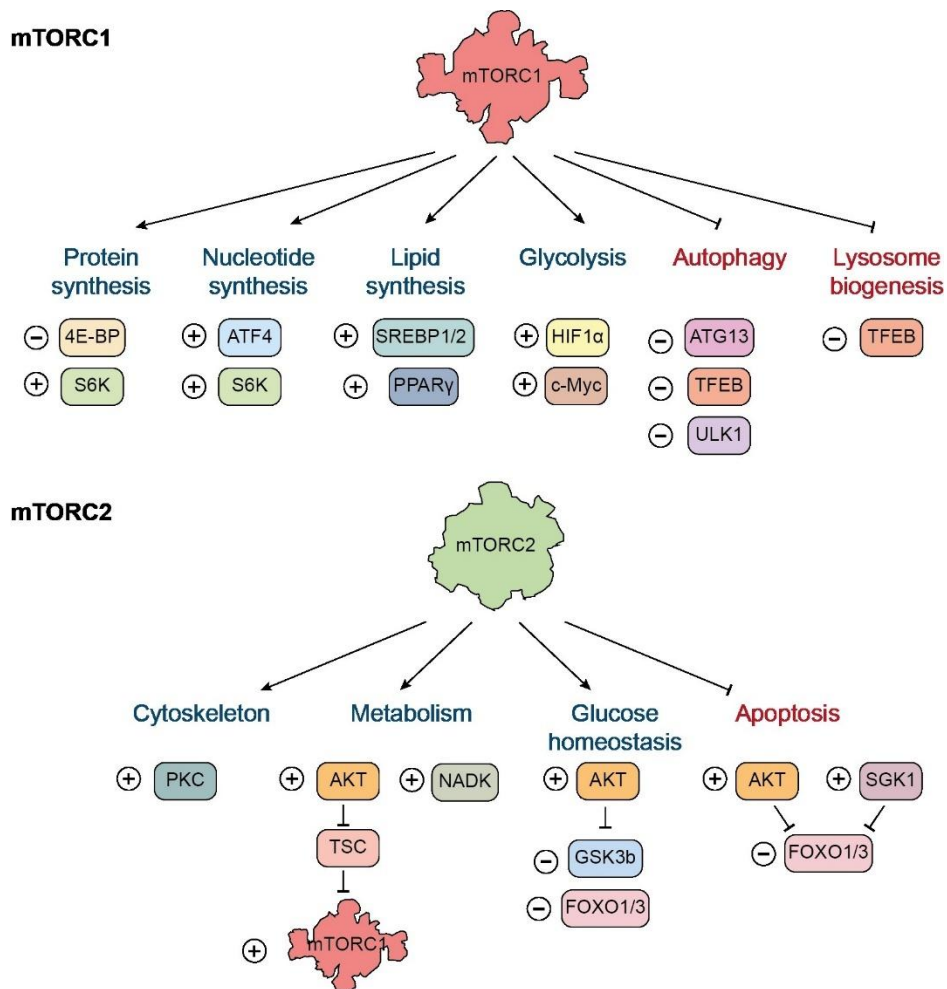 mTORC1
mTORC1
Protein synthesis
Nucleotide synthesis
Lipid synthesis
Glycolysis
Autophagy
Lysosome biogenesis
− 4E-BP
+ ATF4
+ SREBP1/2
+ HIF1α
− ATG13
− TFEB
+ S6K
+ S6K
+ PPARγ
+ c-Myc
− TFEB
− ULK1
mTORC2
mTORC2
Cytoskeleton
Metabolism
Glucose homeostasis
Apoptosis
+ PKC
+ AKT
+ NADK
+ AKT
+ AKT
+ SGK1
TSC
− GSK3b
− FOXO1/3
− FOXO1/3
+ mTORC1